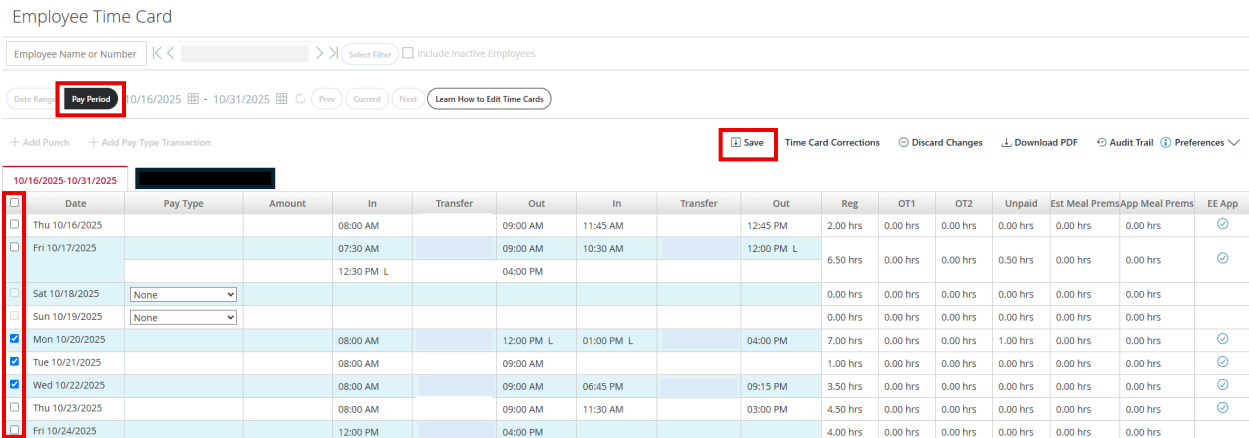 Employee Time Card
Employee Name or Number Select Filter Include Inactive Employees
Date Range Pay Period 10/16/2025 - 10/31/2025 Prev Current Next Learn How to Edit Time Cards
Add Punch Add Pay Type Transaction Save Time Card Corrections Discard Changes Download PDF Audit Trail Preferences
10/16/2025-10/31/2025
Date Pay Type Amount In Transfer Out In Transfer Out Reg OT1 OT2 Unpaid Est Meal Prems App Meal Prems EE App
Thu 10/16/2025 08:00 AM 09:00 AM 11:45 AM 12:45 PM 2.00 hrs 0.00 hrs 0.00 hrs 0.00 hrs 0.00 hrs 0.00 hrs
Fri 10/17/2025 07:30 AM 09:00 AM 10:30 AM 12:00 PM L 6.50 hrs 0.00 hrs 0.00 hrs 0.50 hrs 0.00 hrs 0.00 hrs
12:30 PM L 04:00 PM
Sat 10/18/2025 None 0.00 hrs 0.00 hrs 0.00 hrs 0.00 hrs 0.00 hrs 0.00 hrs
Sun 10/19/2025 None 0.00 hrs 0.00 hrs 0.00 hrs 0.00 hrs 0.00 hrs 0.00 hrs
Mon 10/20/2025 08:00 AM 12:00 PM L 01:00 PM L 04:00 PM 7.00 hrs 0.00 hrs 0.00 hrs 1.00 hrs 0.00 hrs 0.00 hrs
Tue 10/21/2025 08:00 AM 09:00 AM 1.00 hrs 0.00 hrs 0.00 hrs 0.00 hrs 0.00 hrs 0.00 hrs
Wed 10/22/2025 08:00 AM 09:00 AM 06:45 PM 09:15 PM 3.50 hrs 0.00 hrs 0.00 hrs 0.00 hrs 0.00 hrs 0.00 hrs
Thu 10/23/2025 08:00 AM 09:00 AM 11:30 AM 03:00 PM 4.50 hrs 0.00 hrs 0.00 hrs 0.00 hrs 0.00 hrs 0.00 hrs
Fri 10/24/2025 12:00 PM 04:00 PM 4.00 hrs 0.00 hrs 0.00 hrs 0.00 hrs 0.00 hrs 0.00 hrs